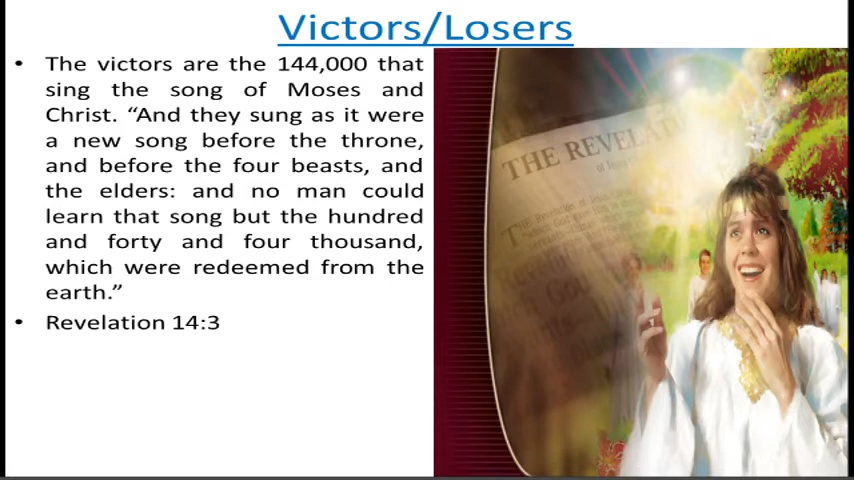 Victors/Losers
• The victors are the 144,000 that
sing the song of Moses and
Christ. “And they sung as it were
a new song before the throne,
and before the four beasts, and
the elders: and no man could
learn that song but the hundred
and forty and four thousand,
which were redeemed from the
earth.”
• Revelation 14:3
THE REVELAT